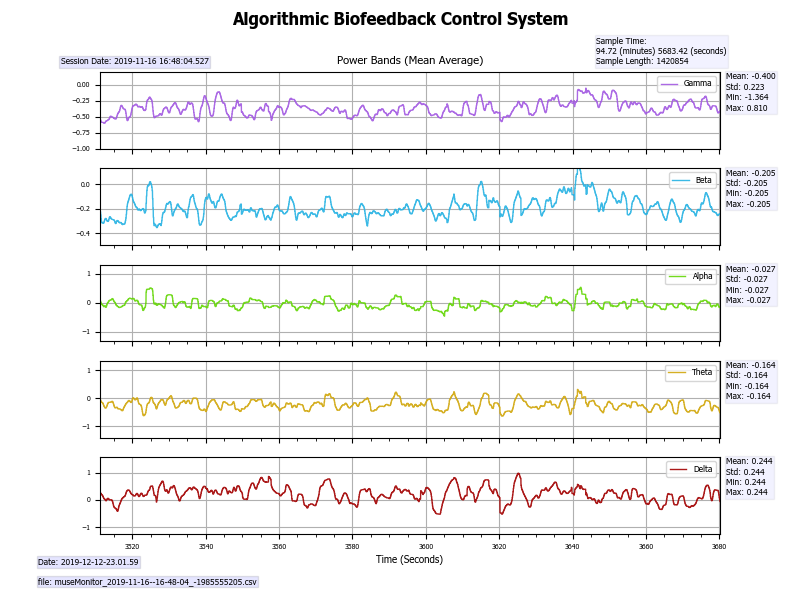 Algorithmic Biofeedback Control System
Sample Time:
94.72 (minutes) 5683.42 (seconds)
Sample Length: 1420854
Session Date: 2019-11-16 16:48:04.527
Power Bands (Mean Average)
0.00
−0.25
−0.50
−0.75
−1.00
Gamma
Mean: -0.400
Std: 0.223
Min: -1.364
Max: 0.810
0.0
−0.2
−0.4
Beta
Mean: -0.205
Std: -0.205
Min: -0.205
Max: -0.205
1
0
−1
Alpha
Mean: -0.027
Std: -0.027
Min: -0.027
Max: -0.027
1
0
−1
Theta
Mean: -0.164
Std: -0.164
Min: -0.164
Max: -0.164
1
0
−1
Delta
Mean: 0.244
Std: 0.244
Min: 0.244
Max: 0.244
3520 3540 3560 3580 3600 3620 3640 3660 3680
Time (Seconds)
Date: 2019-12-12-23.01.59
file: museMonitor_2019-11-16--16-48-04_-1985555205.csv